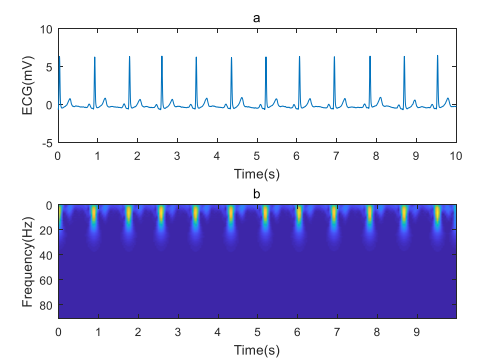 a
10
5
0
-5
ECG(mV)
0 1 2 3 4 5 6 7 8 9 10
Time(s)
b
0
20
40
60
80
Frequency(Hz)
0 1 2 3 4 5 6 7 8 9
Time(s)